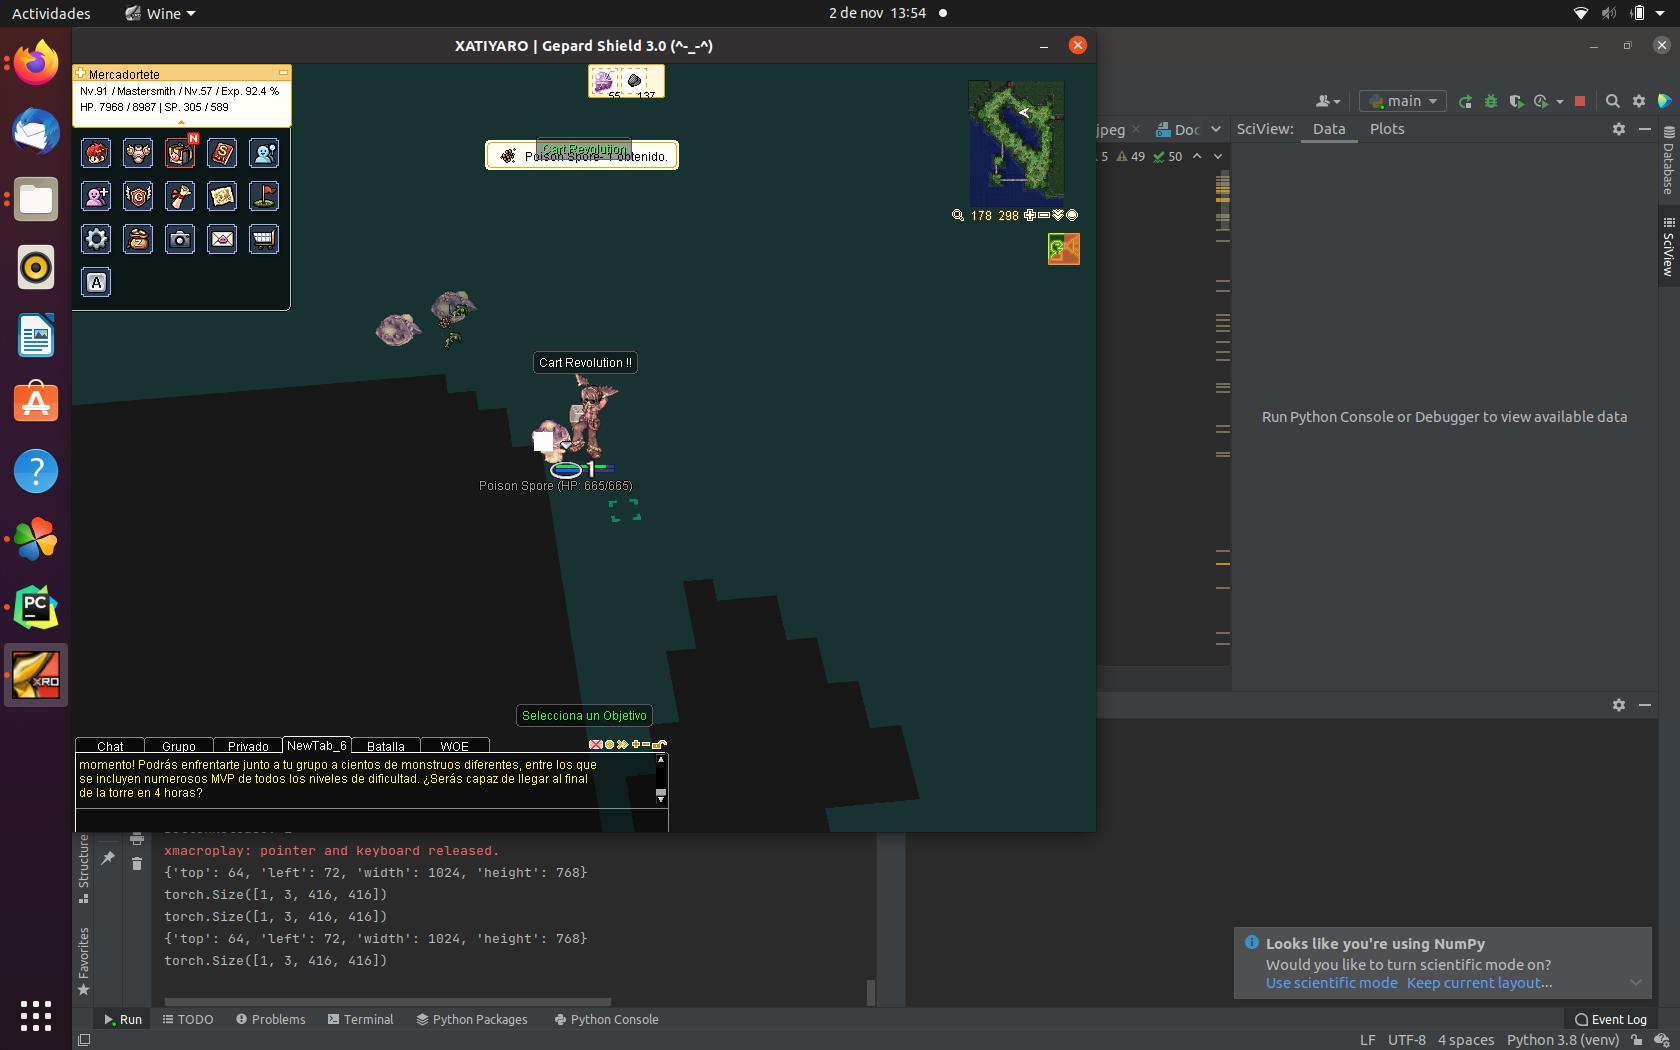 Actividades
Wine
2 de nov 13:54
XATIYARO | Gepard Shield 3.0 (^-_-^)
Mercadortete
Nv.91 / Mastersmith / Nv.57 / Exp. 92.4 %
HP. 7968 / 8987 | SP. 305 / 589
N
A
55
137
Cart Revolution
Poison Spore- 1 obtenido.
178 298
Cart Revolution !!
1
Poison Spore (HP: 665/665)
Selecciona un Objetivo
Chat
Grupo
Privado
NewTab_6
Batalla
WOE
momento! Podrás enfrentarte junto a tu grupo a cientos de monstruos diferentes, entre los que
se incluyen numerosos MVP de todos los niveles de dificultad. ¿Serás capaz de llegar al final
de la torre en 4 horas?
main
jpeg
Doc
SciView:
Data
Plots
5
49
50
Database
SciView
Run Python Console or Debugger to view available data
PC
XRO
Structure
Favorites
xmacroplay: pointer and keyboard released.
{'top': 64, 'left': 72, 'width': 1024, 'height': 768}
torch.Size([1, 3, 416, 416])
torch.Size([1, 3, 416, 416])
{'top': 64, 'left': 72, 'width': 1024, 'height': 768}
torch.Size([1, 3, 416, 416])
Looks like you're using NumPy
Would you like to turn scientific mode on?
Use scientific mode Keep current layout...
Run
TODO
Problems
Terminal
Python Packages
Python Console
Event Log
LF UTF-8 4 spaces Python 3.8 (venv)